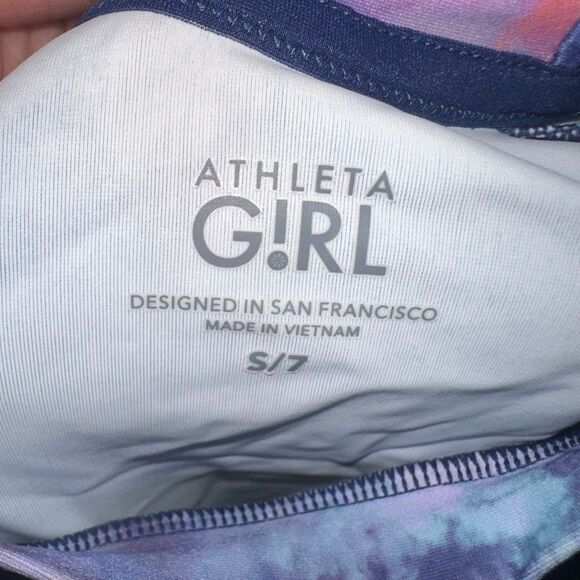 ATHLETA
G!RL
DESIGNED IN SAN FRANCISCO
MADE IN VIETNAM
S/7